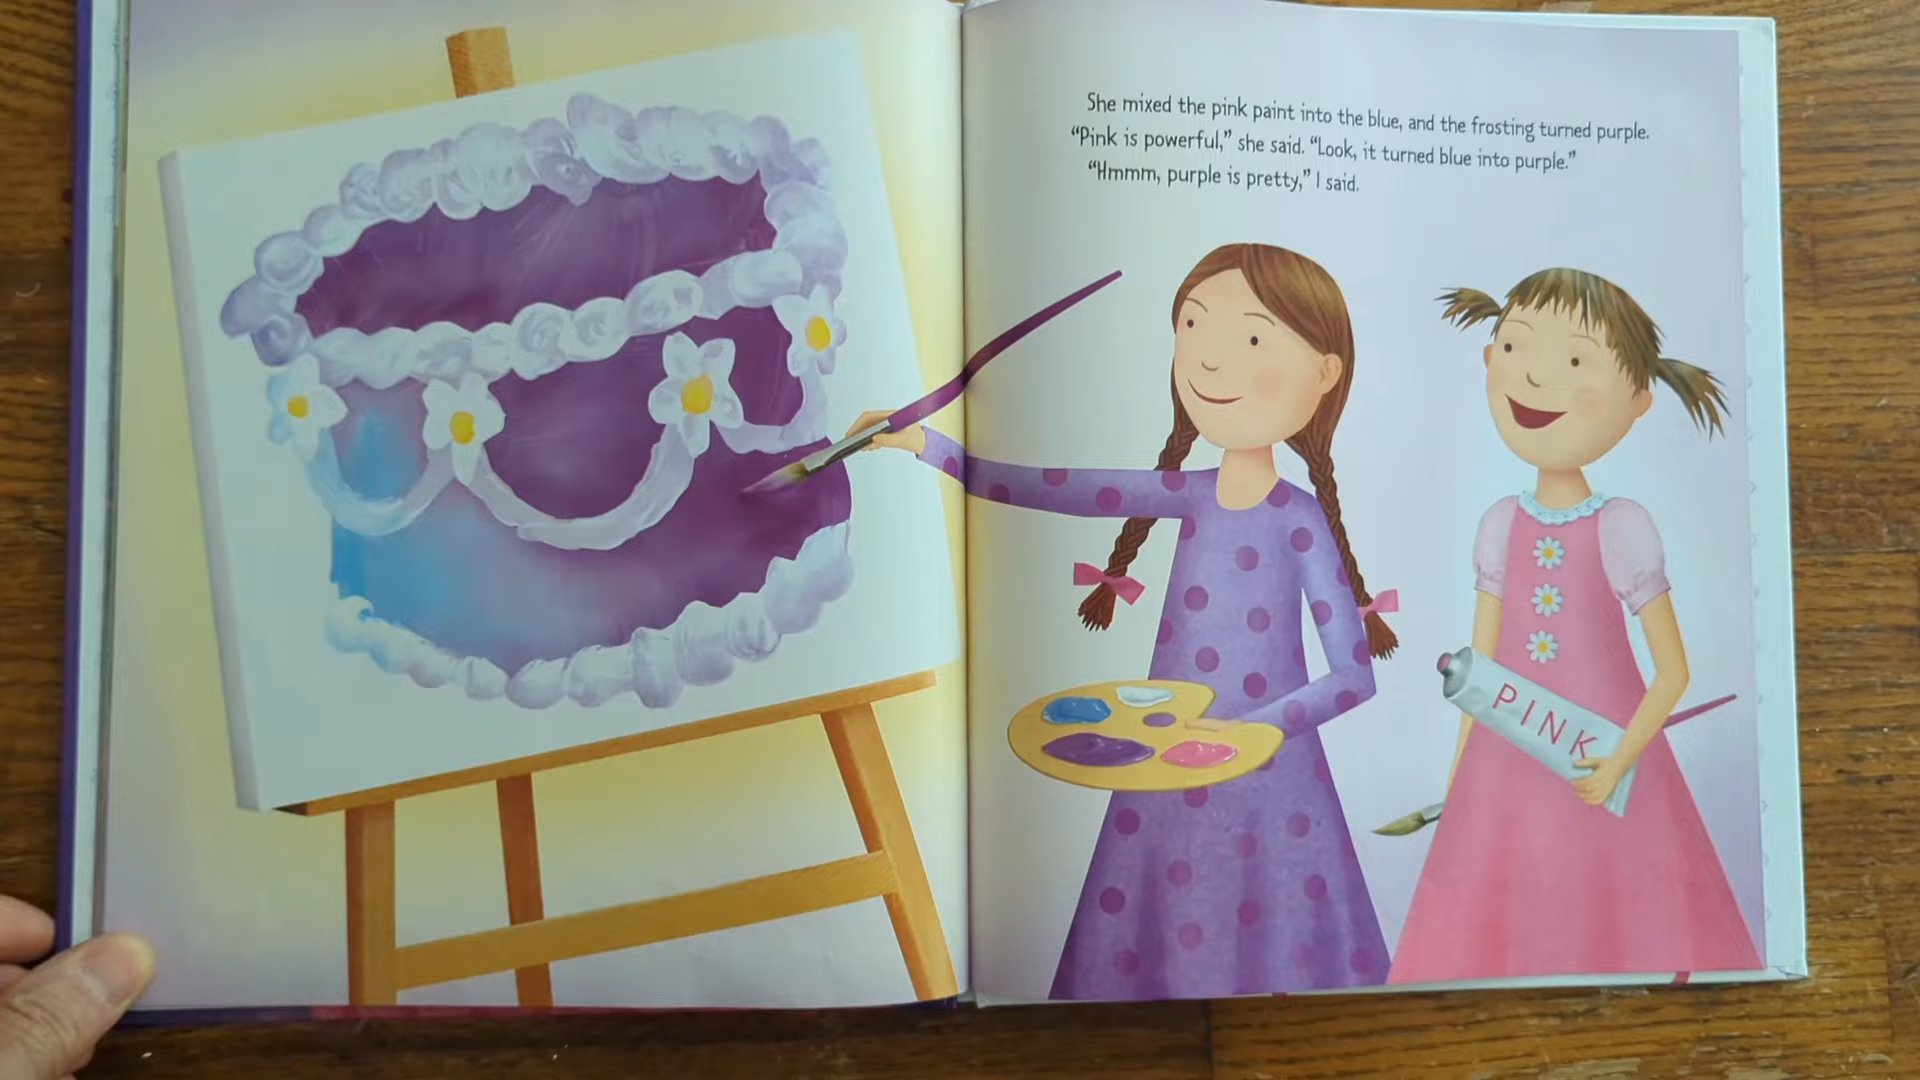 She mixed the pink paint into the blue, and the frosting turned purple.
“Pink is powerful,” she said. “Look, it turned blue into purple.”
“Hmmm, purple is pretty,” I said.
PINK